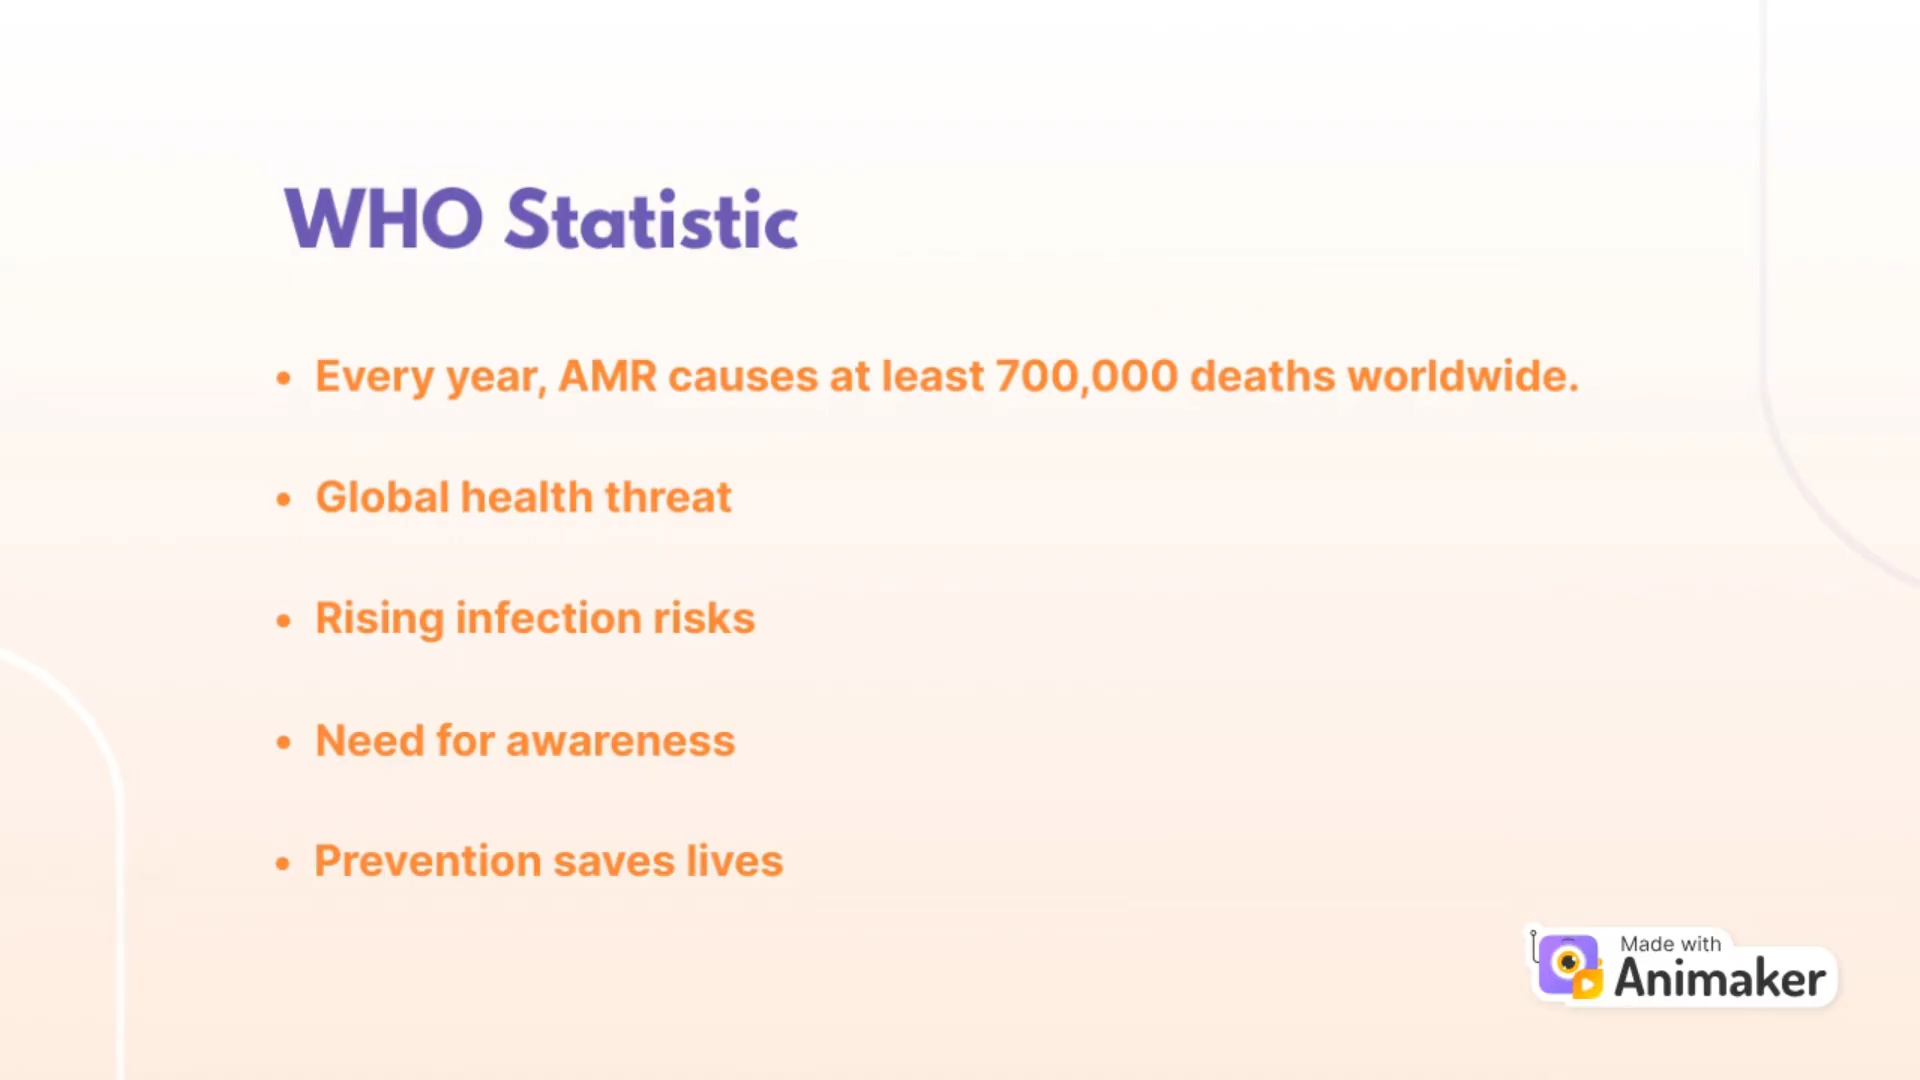 WHO Statistic
• Every year, AMR causes at least 700,000 deaths worldwide.
• Global health threat
• Rising infection risks
• Need for awareness
• Prevention saves lives
Made with
Animaker